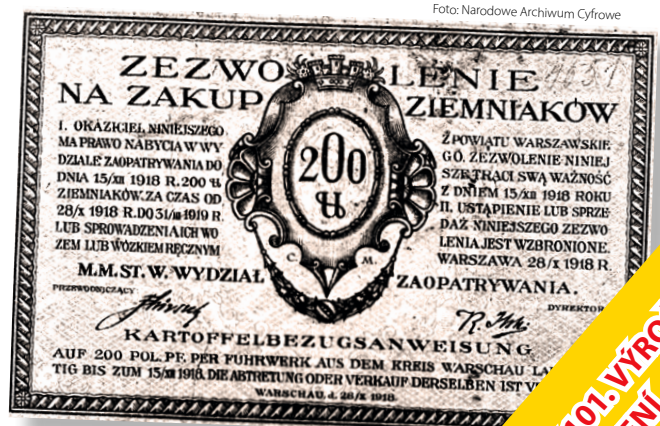 Foto: Narodowe Archiwum Cyfrowe
ZEZWOLENIE
NA ZAKUP ZIEMNIAKÓW
1. OKAZICIEL NINIEJSZEGO
MA PRAWO NABYCIA W WY
DZIALE ZAOPATRYWANIA DO
DNIA 15/XII 1918 R. 200 ℔
ZIEMNIAKÓW. ZA CZAS OD
28/X 1918 R. DO 31/III 1919 R.
LUB SPROWADZENIA ICH WO
ZEM LUB WÓZKIEM RĘCZNYM
200
℔
C. M.
Z POWIATU WARSZAWSKIE
GO. ZEZWOLENIE NINIEJ
SZE TRACI SWĄ WAŻNOŚĆ
Z DNIEM 15/XII 1918 ROKU
II. USTĄPIENIE LUB SPRZE
DAŻ NINIEJSZEGO ZEZWO
LENIA JEST WZBRONIONE.
WARSZAWA 28/X 1918 R.
M.M. ST. W. WYDZIAŁ ZAOPATRYWANIA.
PRZEWODNICZĄCY:
DYREKTOR
KARTOFFELBEZUGSANWEISUNG
AUF 200 POL. PF. PER FUHRWERK AUS DEM KREIS WARSCHAU
TIG BIS ZUM 15/XII 1918. DIE ABTRETUNG ODER VERKAUF DERSELBEN IST
WARSCHAU, d. 28/X 1918.
101. VÝRO
ENÍ